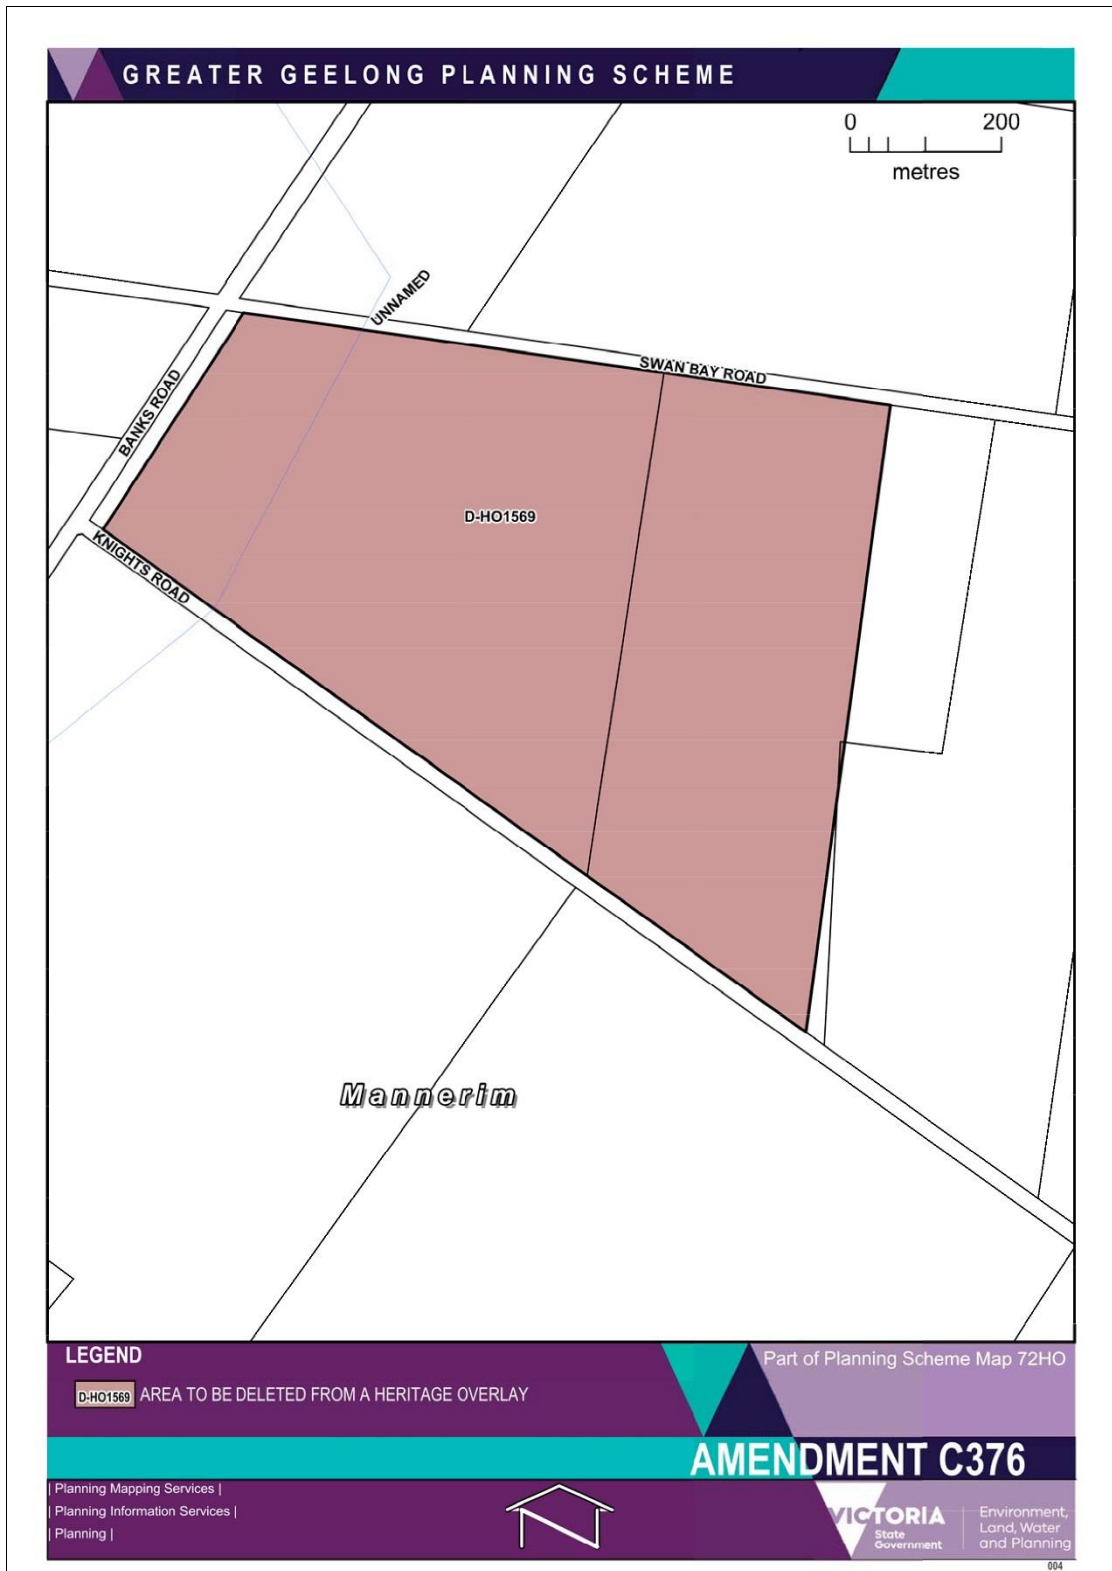 GREATER GEELONG PLANNING SCHEME
0 200
metres
UNNAMED
SWAN BAY ROAD
BANKS ROAD
D-HO1569
KNIGHTS ROAD
Mannerim
LEGEND
Part of Planning Scheme Map 72HO
D-HO1569 AREA TO BE DELETED FROM A HERITAGE OVERLAY
AMENDMENT C376
| Planning Mapping Services |
| Planning Information Services |
| Planning |
VICTORIA
State
Government
Environment,
Land, Water
and Planning
004